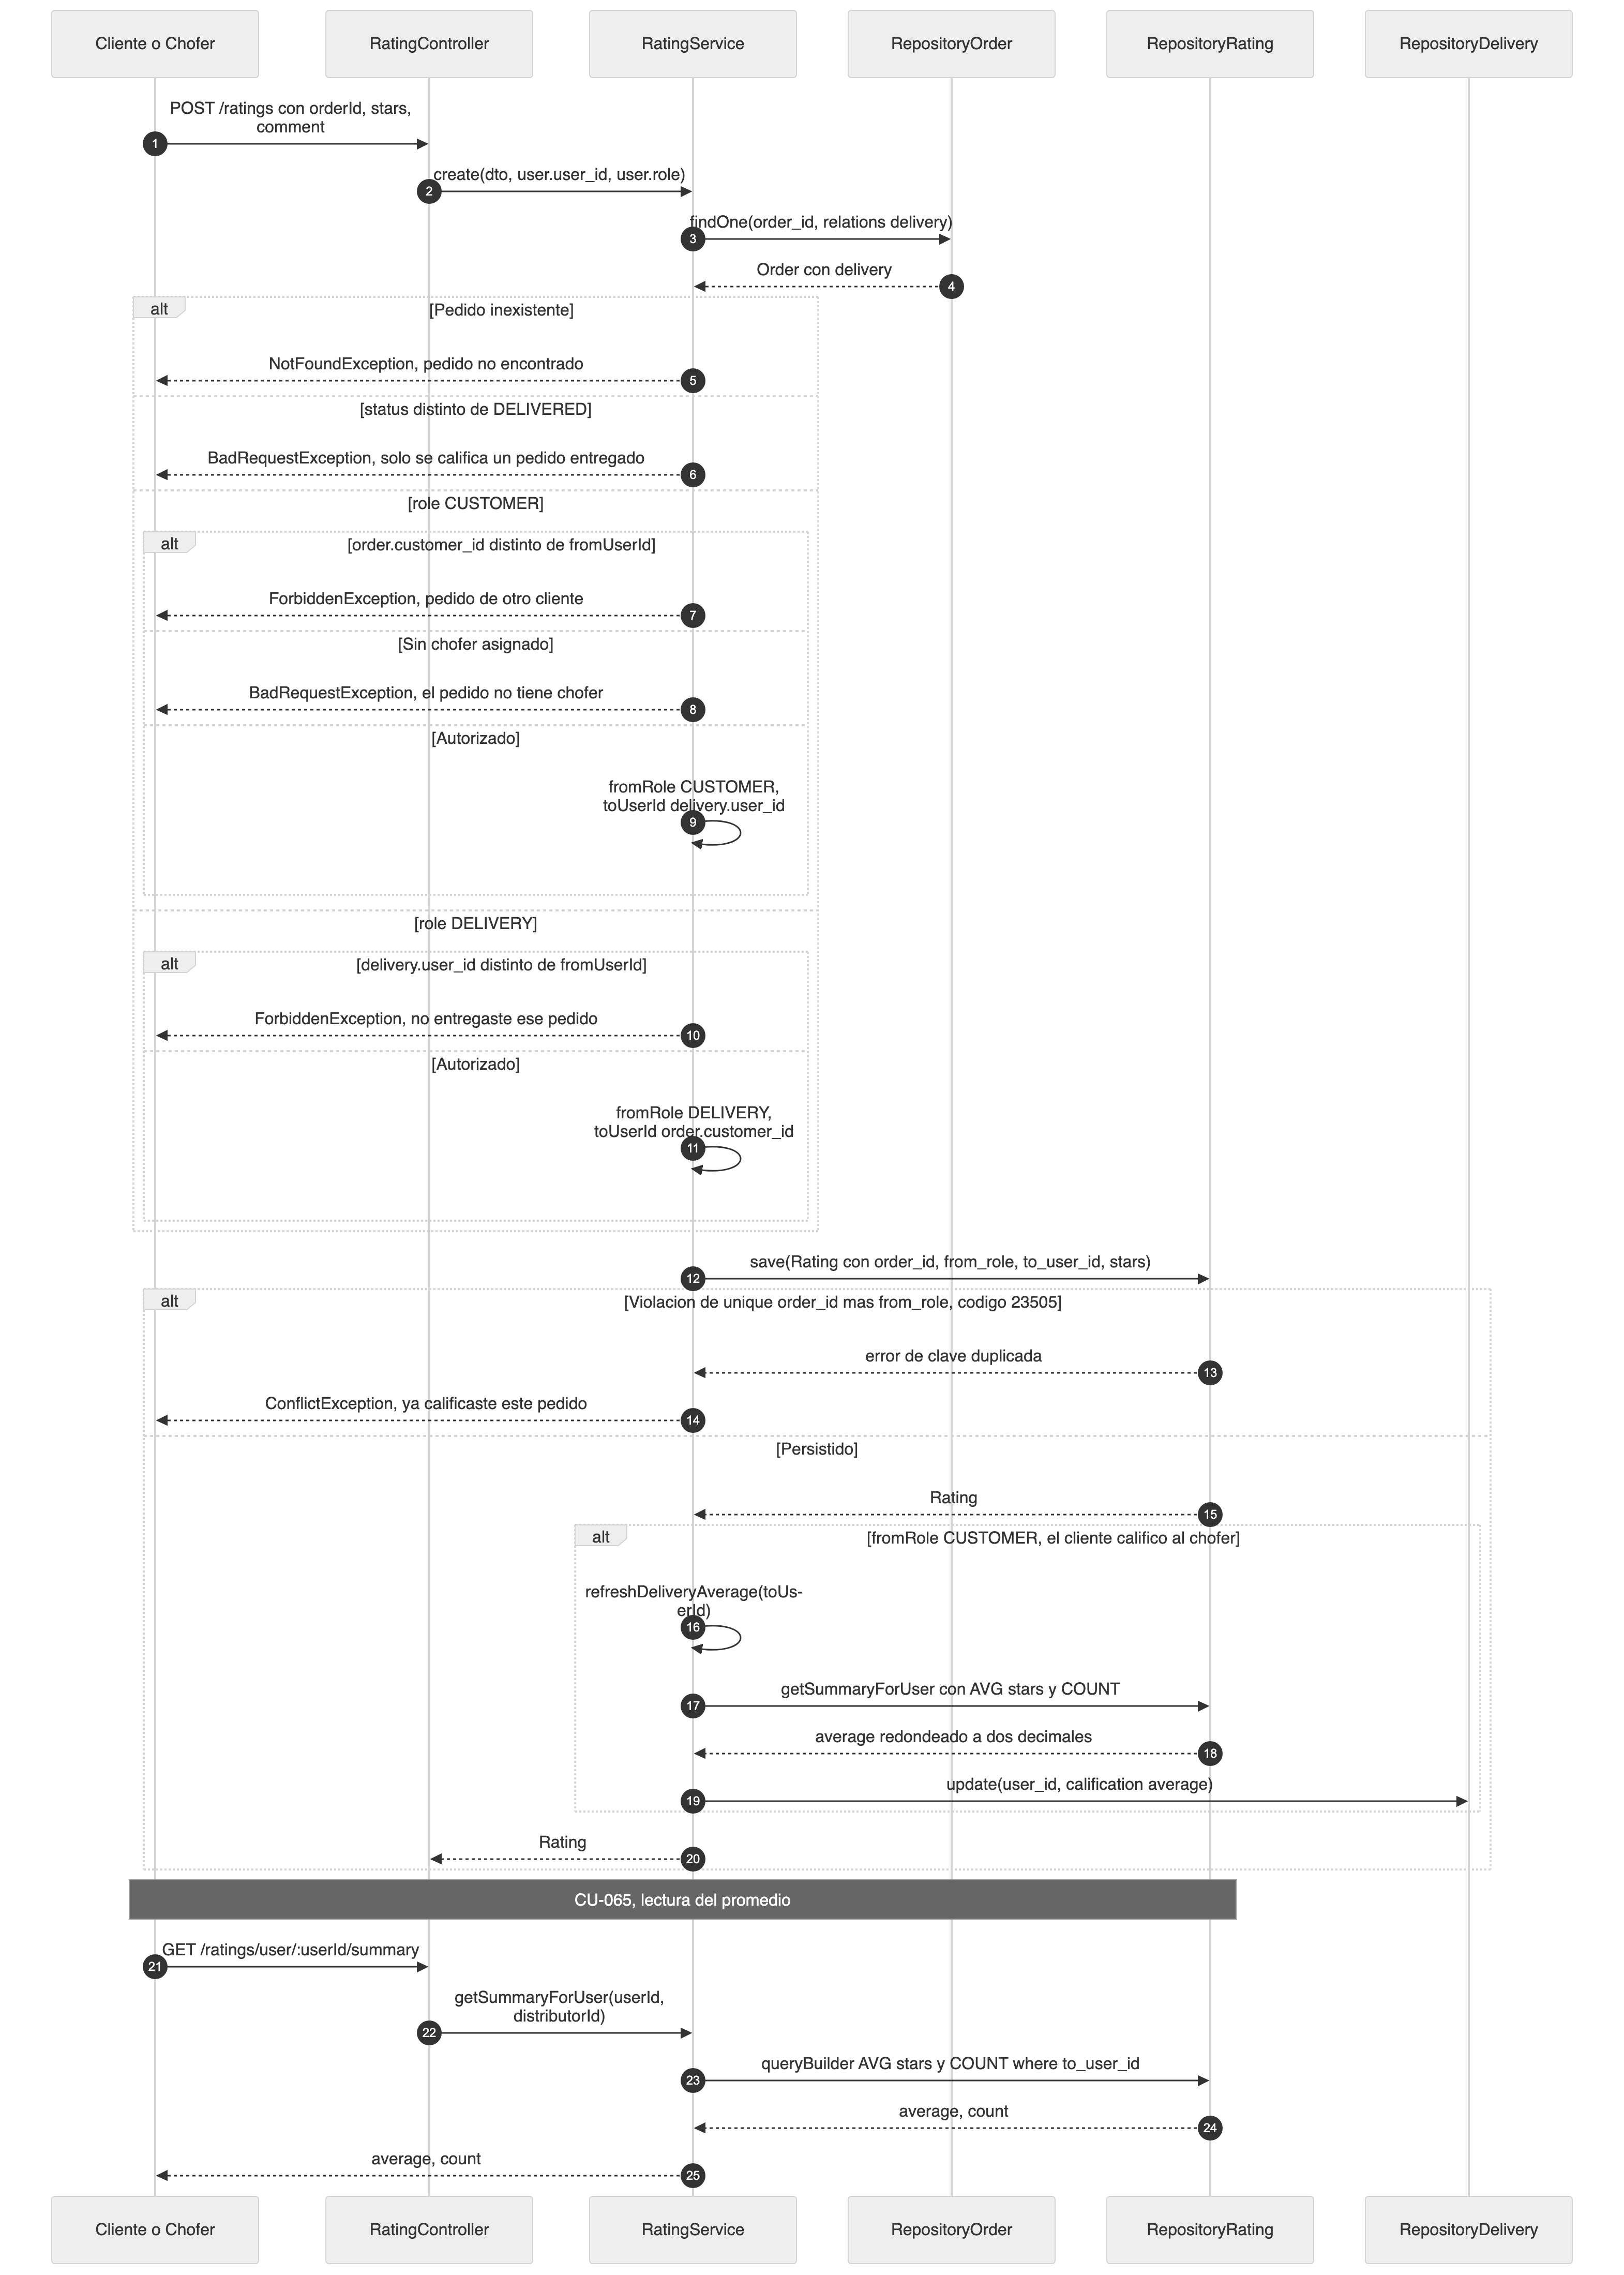 Cliente o Chofer
RatingController
RatingService
RepositoryOrder
RepositoryRating
RepositoryDelivery
POST /ratings con orderId, stars,
comment
1
create(dto, user.user_id, user.role)
2
findOne(order_id, relations delivery)
3
Order con delivery
4
alt
[Pedido inexistente]
NotFoundException, pedido no encontrado
5
[status distinto de DELIVERED]
BadRequestException, solo se califica un pedido entregado
6
[role CUSTOMER]
alt
[order.customer_id distinto de fromUserId]
ForbiddenException, pedido de otro cliente
7
[Sin chofer asignado]
BadRequestException, el pedido no tiene chofer
8
[Autorizado]
fromRole CUSTOMER,
toUserId delivery.user_id
9
[role DELIVERY]
alt
[delivery.user_id distinto de fromUserId]
ForbiddenException, no entregaste ese pedido
10
[Autorizado]
fromRole DELIVERY,
toUserId order.customer_id
11
save(Rating con order_id, from_role, to_user_id, stars)
12
alt
[Violacion de unique order_id mas from_role, codigo 23505]
error de clave duplicada
13
ConflictException, ya calificaste este pedido
14
[Persistido]
Rating
15
alt
[fromRole CUSTOMER, el cliente califico al chofer]
refreshDeliveryAverage(toUs-
erId)
16
getSummaryForUser con AVG stars y COUNT
17
average redondeado a dos decimales
18
update(user_id, calification average)
19
Rating
20
CU-065, lectura del promedio
GET /ratings/user/:userId/summary
21
getSummaryForUser(userId,
distributorId)
22
queryBuilder AVG stars y COUNT where to_user_id
23
average, count
24
average, count
25
Cliente o Chofer
RatingController
RatingService
RepositoryOrder
RepositoryRating
RepositoryDelivery